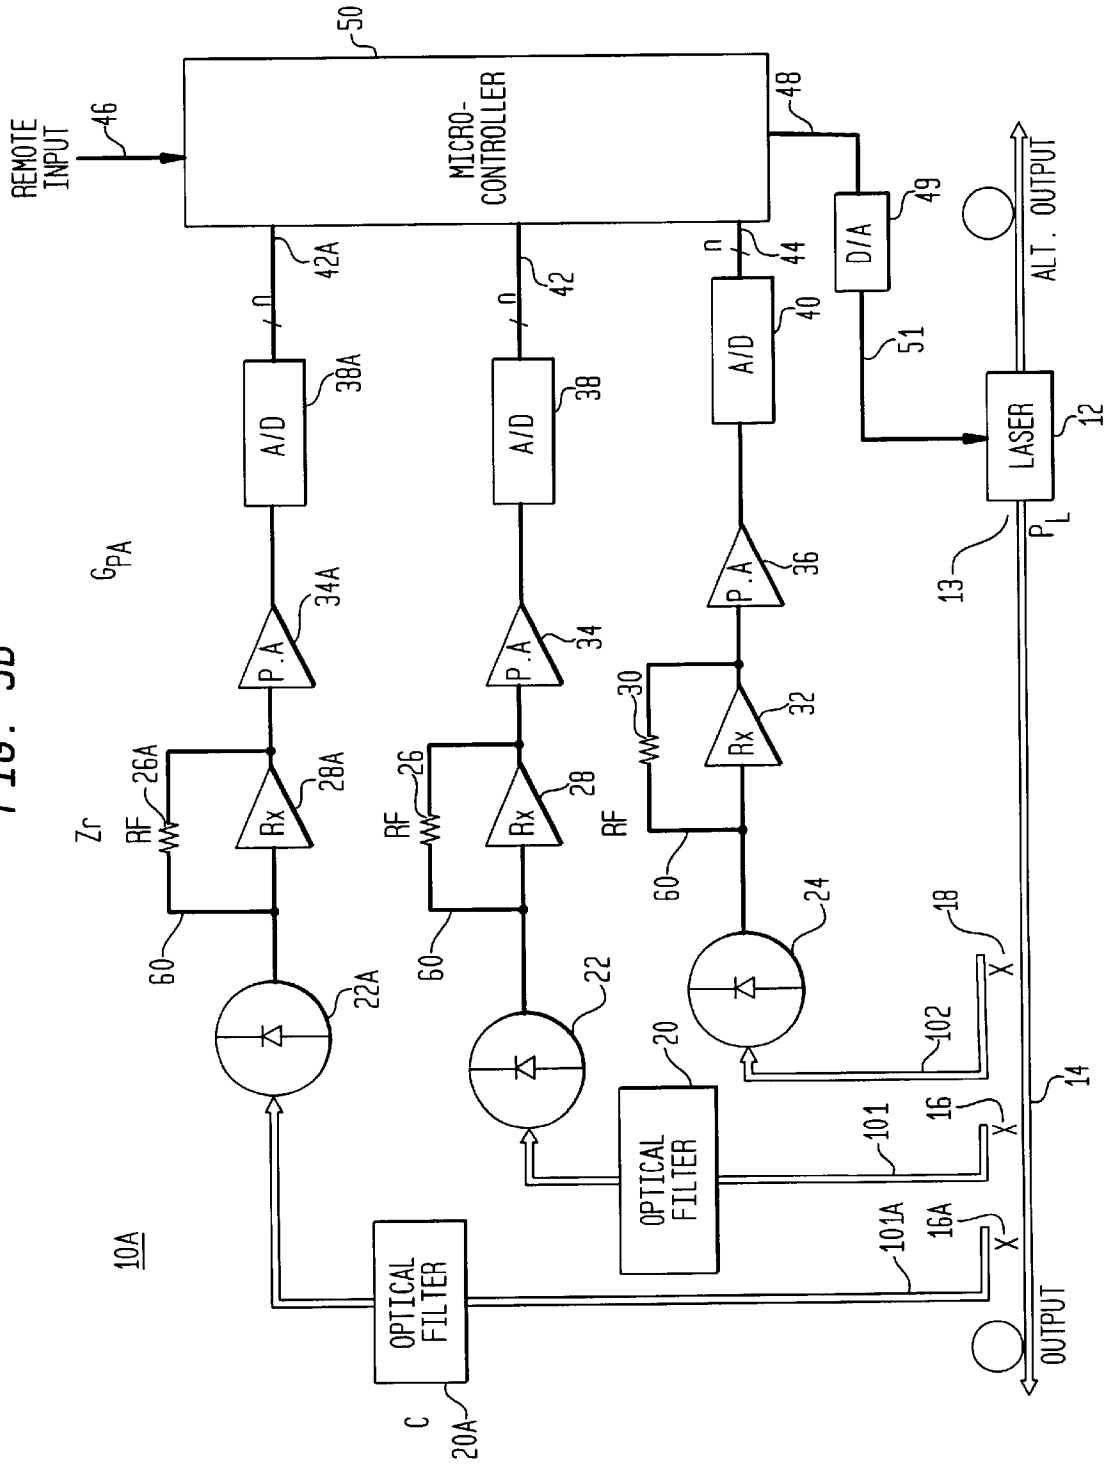 FIG. 3B
10A
REMOTE
INPUT
46
50
MICRO-
CONTROLLER
48
D/A
49
51
42A
n
42
n
44
n
A/D
38A
A/D
38
A/D
40
GPA
P.A
34A
P.A
34
P.A
36
Zr
RF
26A
Rx
28A
60
RF
26
Rx
28
60
RF
30
Rx
32
60
22A
22
24
OPTICAL
FILTER
20A
C
OPTICAL
FILTER
20
101A
16A
101
16
102
18
14
13
PL
LASER
12
ALT. OUTPUT
OUTPUT